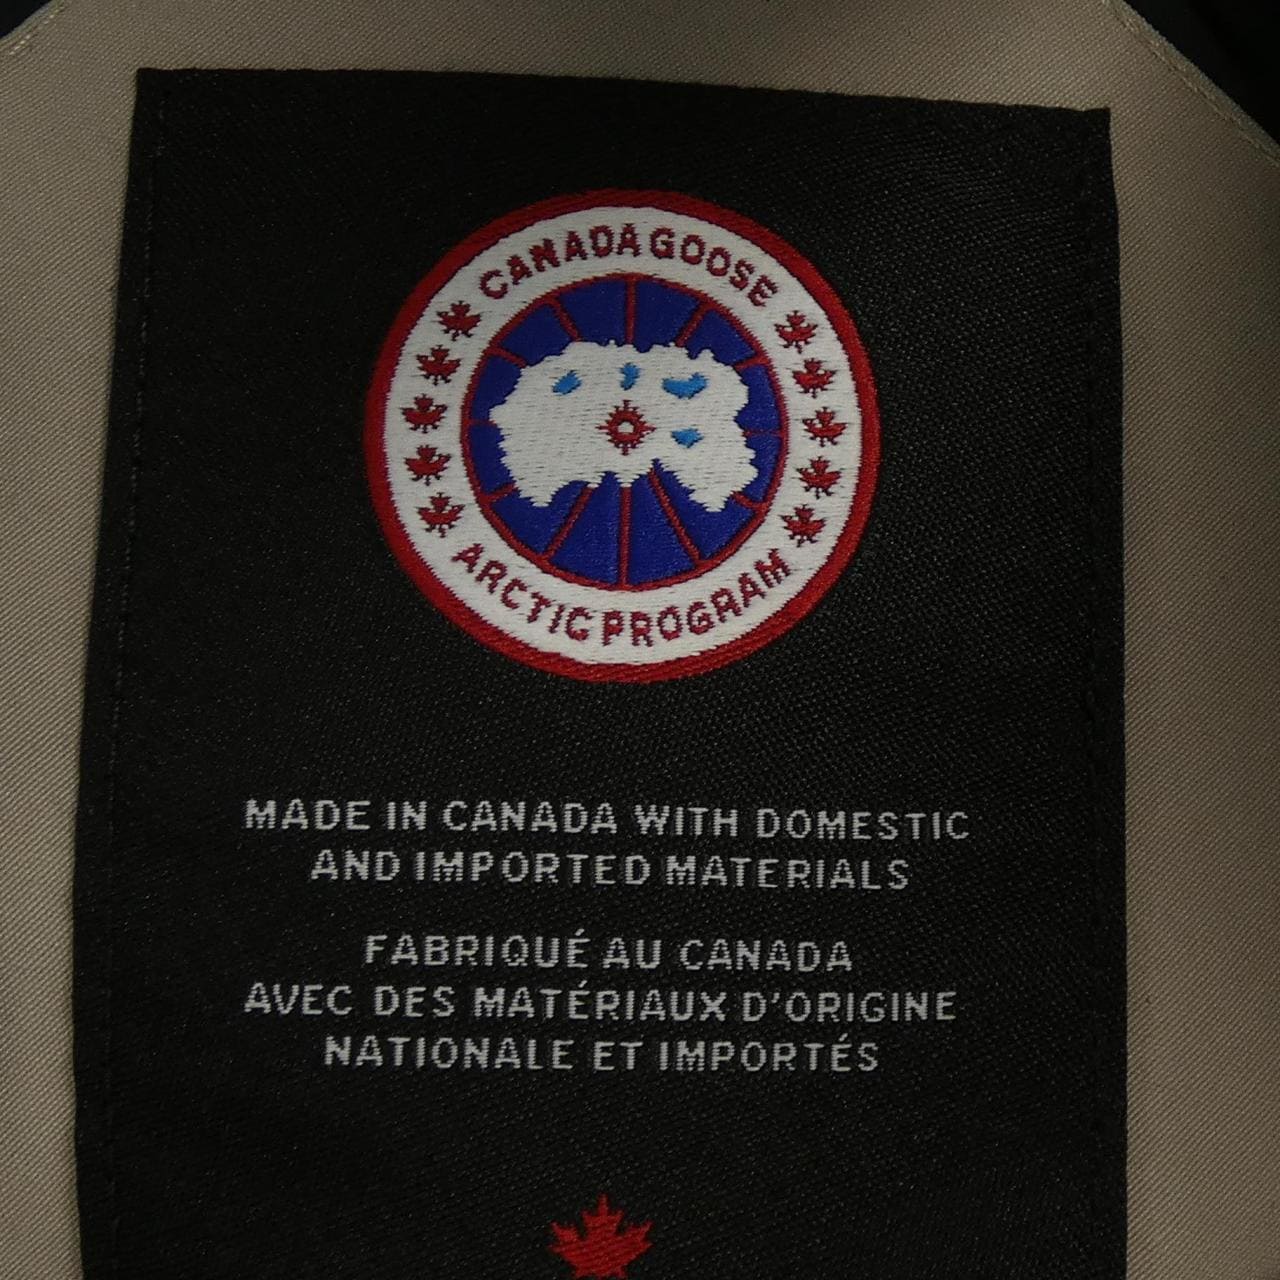 CANADA GOOSE
ARCTIC PROGRAM
MADE IN CANADA WITH DOMESTIC
AND IMPORTED MATERIALS
FABRIQUÉ AU CANADA
AVEC DES MATÉRIAUX D'ORIGINE
NATIONALE ET IMPORTÉS